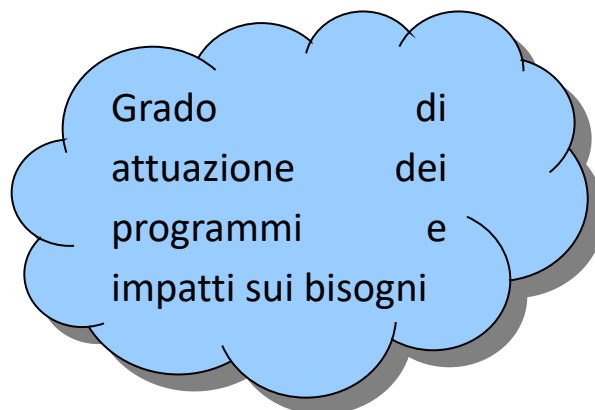 Grado di
attuazione dei
programmi e
impatti sui bisogni